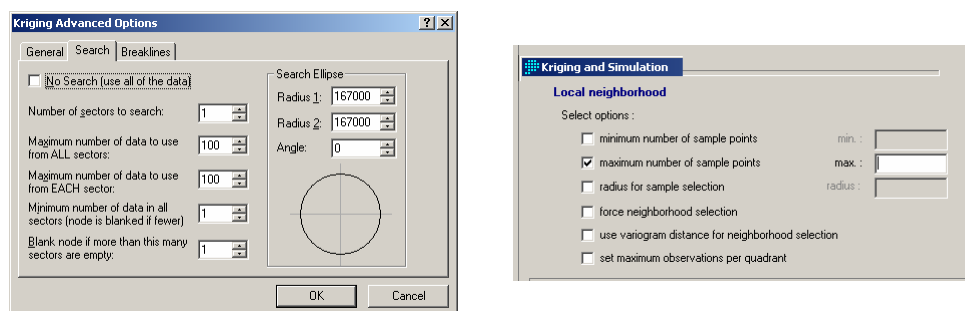 Kriging Advanced Options
General Search Breaklines
No Search (use all of the data)
Number of sectors to search: 1
Maximum number of data to use
from ALL sectors: 100
Maximum number of data to use
from EACH sector: 100
Minimum number of data in all
sectors (node is blanked if fewer) 1
Blank node if more than this many
sectors are empty: 1
Search Ellipse
Radius 1: 167000
Radius 2: 167000
Angle: 0
OK Cancel
Kriging and Simulation
Local neighborhood
Select options :
minimum number of sample points min. :
maximum number of sample points max. :
radius for sample selection radius :
force neighborhood selection
use variogram distance for neighborhood selection
set maximum observations per quadrant